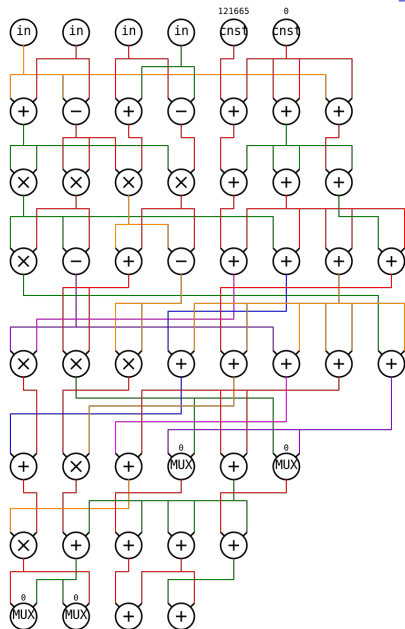 121665 0
in in in in cnst cnst
+ − + − + + +
× × × × + + +
× − + − + + + +
× × × + + + + +
0 0
+ × + MUX + MUX
× + + + +
0 0
MUX MUX + +